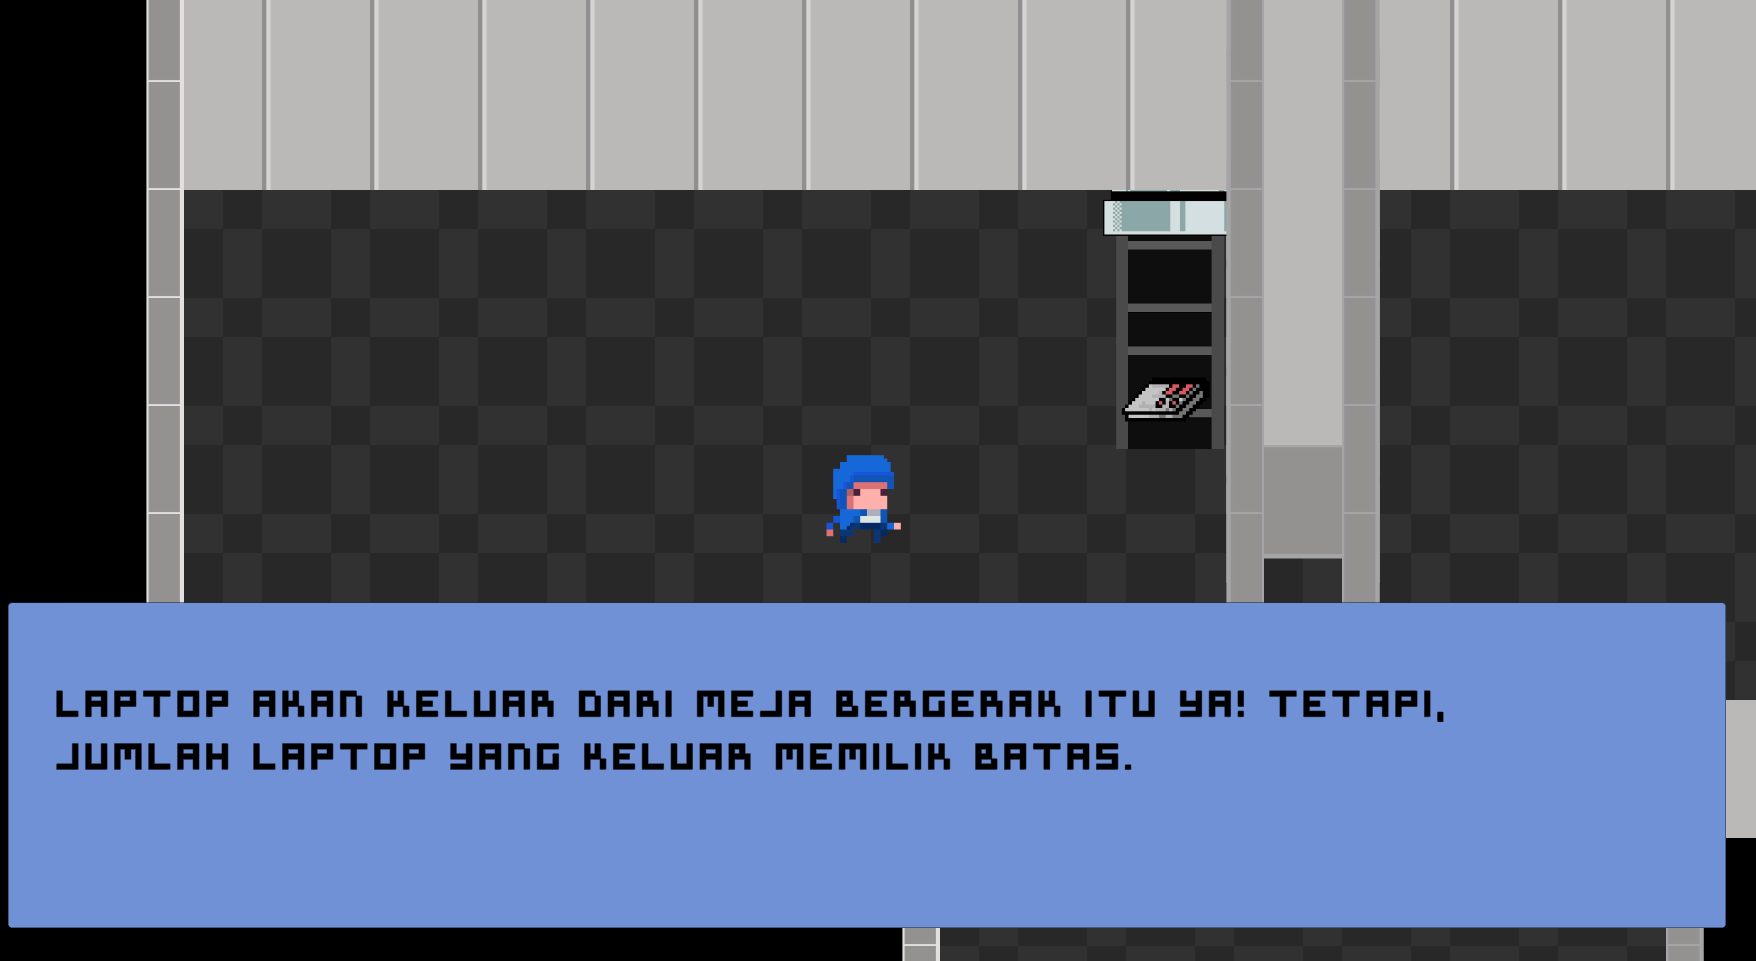 LAPTOP AKAN KELUAR DARI MEJA BERGERAK ITU YA! TETAPI,
JUMLAH LAPTOP YANG KELUAR MEMILIK BATAS.